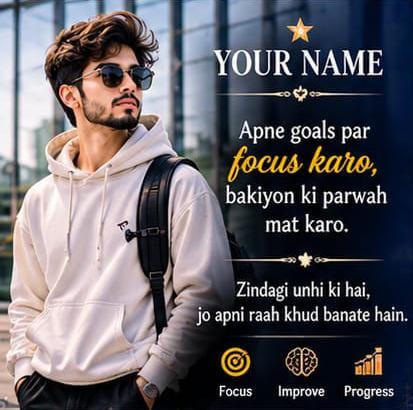 YOUR NAME
Apne goals par
focus karo,
bakiyon ki parwah
mat karo.
Zindagi unhi ki hai,
jo apni raah khud banate hain.
Focus Improve Progress